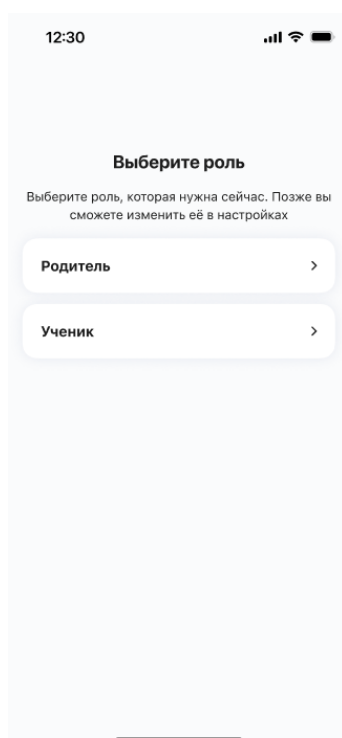 12:30
Выберите роль
Выберите роль, которая нужна сейчас. Позже вы
сможете изменить её в настройках
Родитель
Ученик